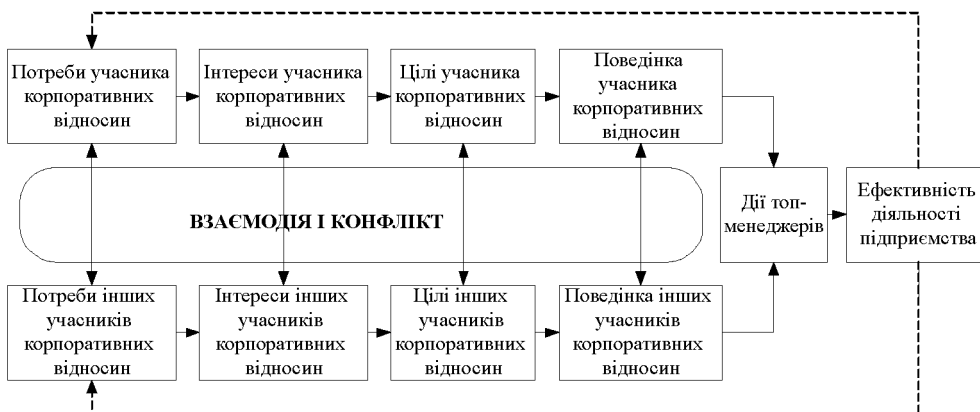 Потреби учасника
корпоративних
відносин
Інтереси учасника
корпоративних
відносин
Цілі учасника
корпоративних
відносин
Поведінка
учасника
корпоративних
відносин
ВЗАЄМОДІЯ І КОНФЛІКТ
Дії топ-
менеджерів
Ефективність
діяльності
підприємства
Потреби інших
учасників
корпоративних
відносин
Інтереси інших
учасників
корпоративних
відносин
Цілі інших
учасників
корпоративних
відносин
Поведінка інших
учасників
корпоративних
відносин